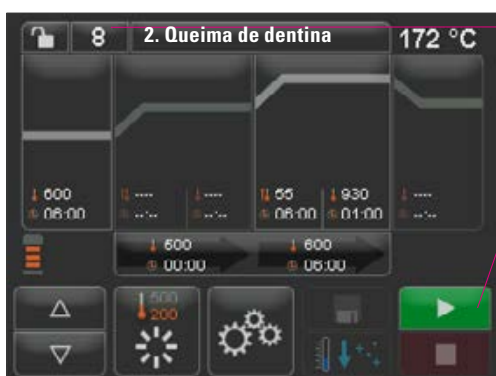 8 2. Queima de dentina 172 °C
600 ---- ---- 55 930 ----
06:00 --:-- --:-- 06:00 01:00 --:--
600 600
00:00 06:00
500
200